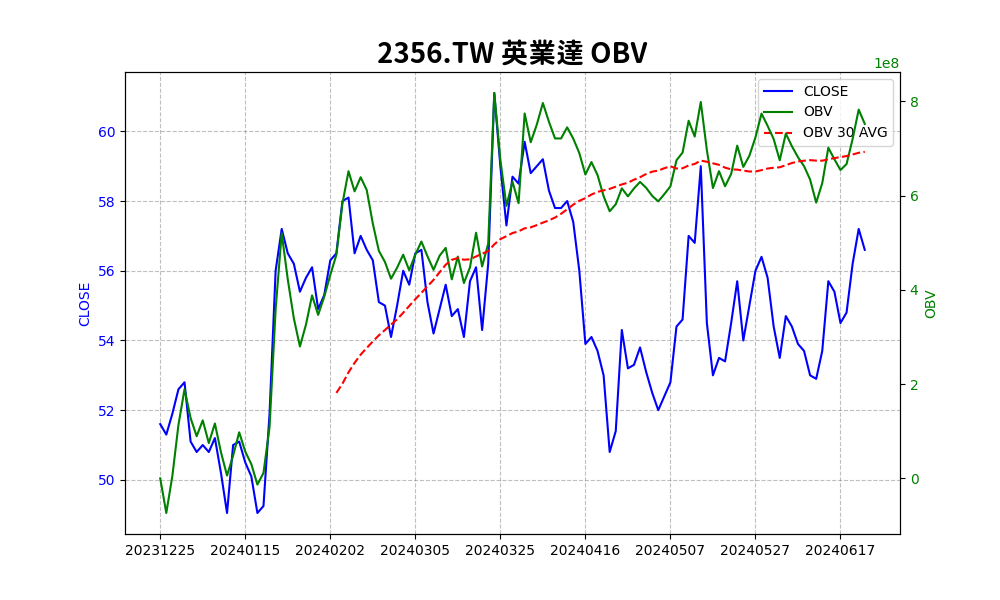 2356.TW 英業達 OBV
1e8
CLOSE
OBV
OBV 30 AVG
60
58
56
54
52
50
CLOSE
8
6
4
2
0
OBV
20231225 20240115 20240202 20240305 20240325 20240416 20240507 20240527 20240617